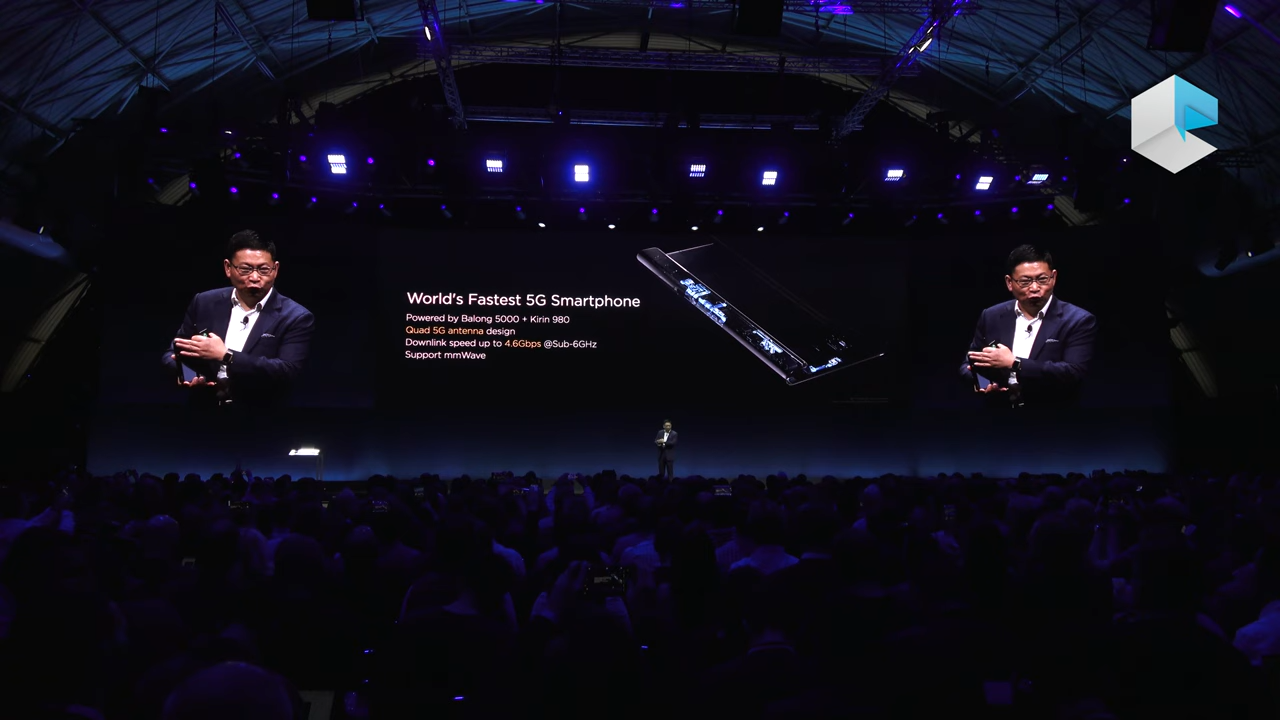 World's Fastest 5G Smartphone
Powered by Balong 5000 + Kirin 980
Quad 5G antenna design
Downlink speed up to 4.6Gbps @Sub-6GHz
Support mmWave